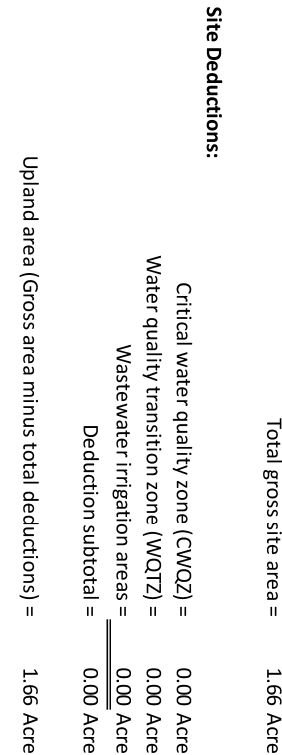 Total gross site area = 1.66 Acre
Site Deductions:
Critical water quality zone (CWQZ) = 0.00 Acre
Water quality transition zone (WQTZ) = 0.00 Acre
Wastewater irrigation areas = 0.00 Acre
Deduction subtotal = 0.00 Acre
Upland area (Gross area minus total deductions) = 1.66 Acre